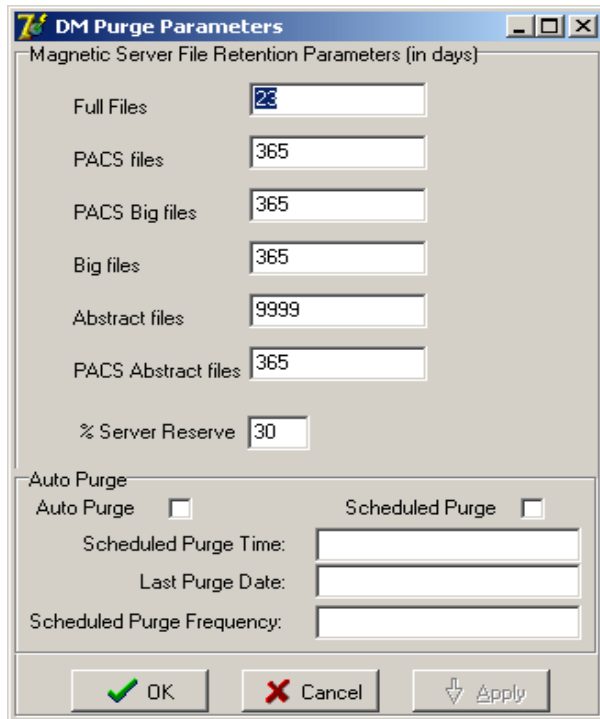 DM Purge Parameters
Magnetic Server File Retention Parameters (in days)
Full Files 23
PACS files 365
PACS Big files 365
Big files 365
Abstract files 9999
PACS Abstract files 365
% Server Reserve 30
Auto Purge
Auto Purge Scheduled Purge
Scheduled Purge Time:
Last Purge Date:
Scheduled Purge Frequency:
OK Cancel Apply